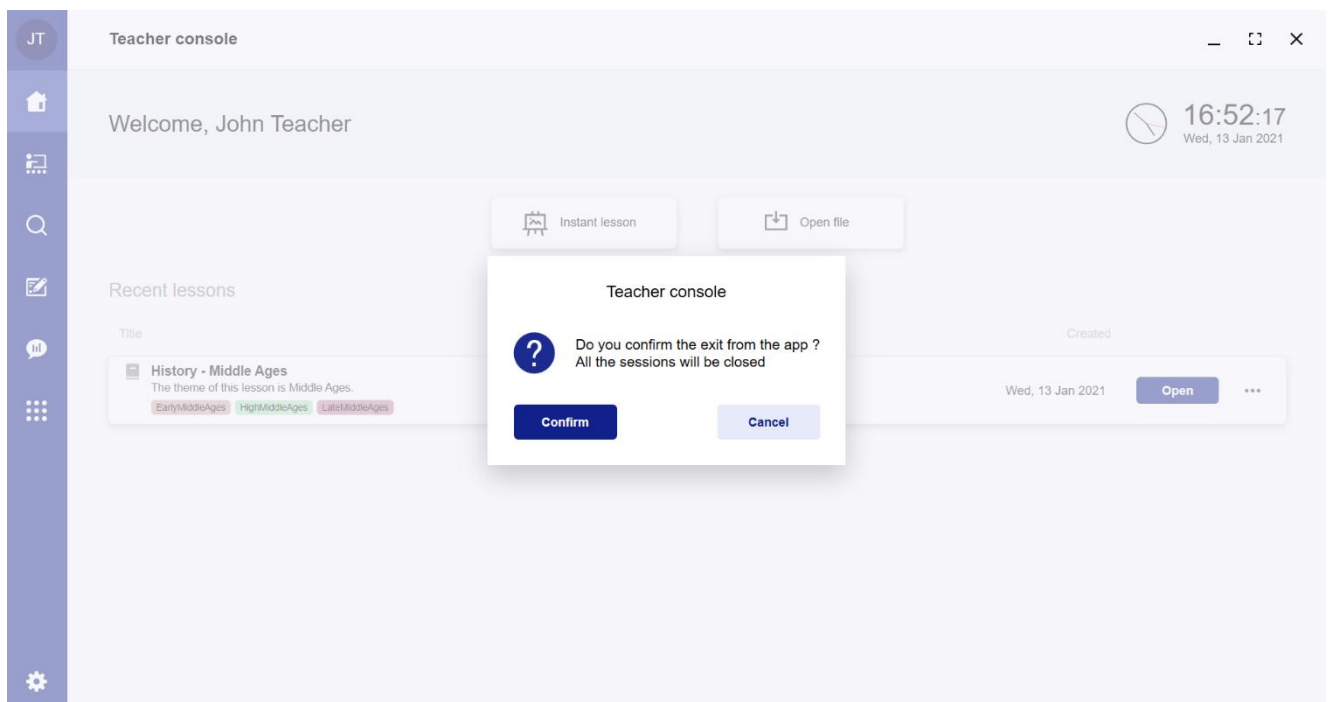 JT
Teacher console
Welcome, John Teacher
16:52:17
Wed, 13 Jan 2021
Instant lesson
Open file
Recent lessons
Title
Created
History - Middle Ages
The theme of this lesson is Middle Ages.
EarlyMiddleAges HighMiddleAges LateMiddleAges
Wed, 13 Jan 2021
Open
Teacher console
Do you confirm the exit from the app ?
All the sessions will be closed
Confirm
Cancel